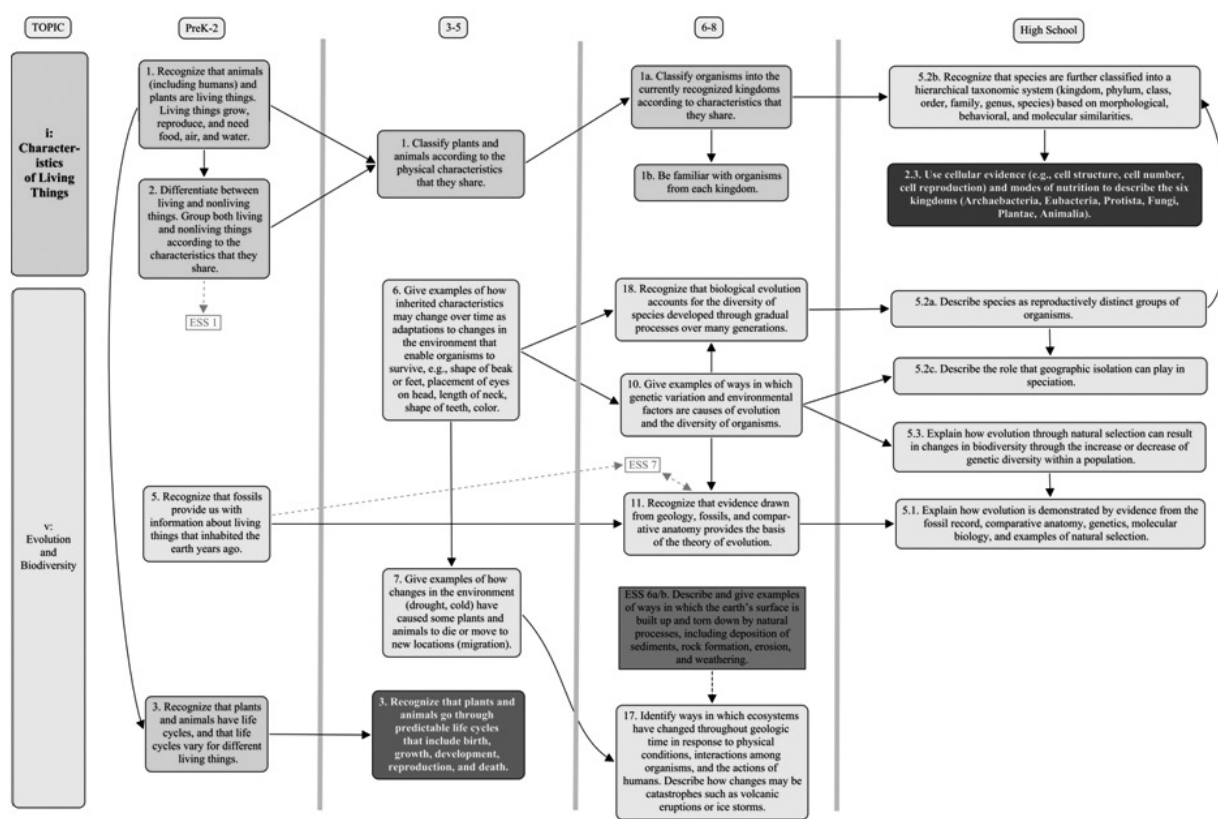 TOPIC
PreK-2
3-5
6-8
High School
i:
Character-
istics
of Living
Things
1. Recognize that animals
(including humans) and
plants are living things.
Living things grow,
reproduce, and need
food, air, and water.
2. Differentiate between
living and nonliving
things. Group both living
and nonliving things
according to the
characteristics that they
share.
ESS 1
1. Classify plants and
animals according to the
physical characteristics
that they share.
1a. Classify organisms into the
currently recognized kingdoms
according to characteristics that
they share.
1b. Be familiar with organisms
from each kingdom.
5.2b. Recognize that species are further classified into a
hierarchical taxonomic system (kingdom, phylum, class,
order, family, genus, species) based on morphological,
behavioral, and molecular similarities.
2.3. Use cellular evidence (e.g., cell structure, cell number,
cell reproduction) and modes of nutrition to describe the six
kingdoms (Archaebacteria, Eubacteria, Protista, Fungi,
Plantae, Animalia).
v:
Evolution
and
Biodiversity
5. Recognize that fossils
provide us with
information about living
things that inhabited the
earth years ago.
3. Recognize that plants
and animals have life
cycles, and that life
cycles vary for different
living things.
6. Give examples of how
inherited characteristics
may change over time as
adaptations to changes in
the environment that
enable organisms to
survive, e.g., shape of beak
or feet, placement of eyes
on head, length of neck,
shape of teeth, color.
7. Give examples of how
changes in the environment
(drought, cold) have
caused some plants and
animals to die or move to
new locations (migration).
3. Recognize that plants and
animals go through
predictable life cycles
that include birth,
growth, development,
reproduction, and death.
18. Recognize that biological evolution
accounts for the diversity of
species developed through gradual
processes over many generations.
10. Give examples of ways in which
genetic variation and environmental
factors are causes of evolution
and the diversity of organisms.
ESS 7
11. Recognize that evidence drawn
from geology, fossils, and compar-
ative anatomy provides the basis
of the theory of evolution.
ESS 6a/b. Describe and give examples
of ways in which the earth's surface is
built up and torn down by natural
processes, including deposition of
sediments, rock formation, erosion,
and weathering.
17. Identify ways in which ecosystems
have changed throughout geologic
time in response to physical
conditions, interactions among
organisms, and the actions of
humans. Describe how changes may be
catastrophes such as volcanic
eruptions or ice storms.
5.2a. Describe species as reproductively distinct groups of
organisms.
5.2c. Describe the role that geographic isolation can play in
speciation.
5.3. Explain how evolution through natural selection can result
in changes in biodiversity through the increase or decrease of
genetic diversity within a population.
5.1. Explain how evolution is demonstrated by evidence from the
fossil record, comparative anatomy, genetics, molecular
biology, and examples of natural selection.